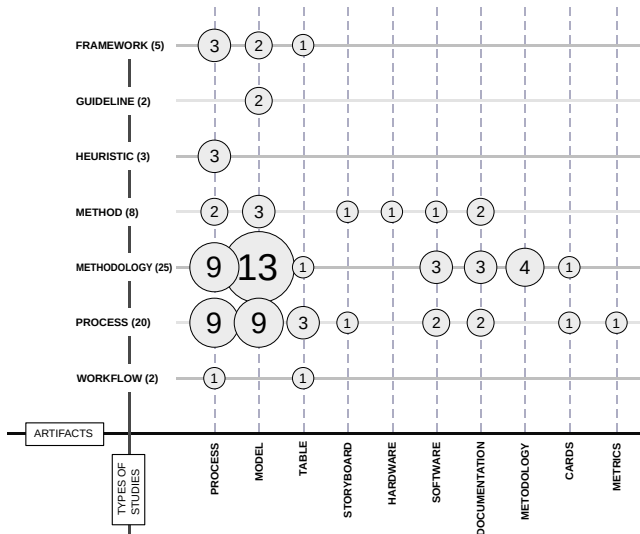 FRAMEWORK (5) 3 2 1
GUIDELINE (2) 2
HEURISTIC (3) 3
METHOD (8) 2 3 1 1 1 2
METHODOLOGY (25) 9 13 1 3 3 4 1
PROCESS (20) 9 9 3 1 2 2 1 1
WORKFLOW (2) 1 1
ARTIFACTS
TYPES OF
STUDIES
PROCESS
MODEL
TABLE
STORYBOARD
HARDWARE
SOFTWARE
DOCUMENTATION
METODOLOGY
CARDS
METRICS